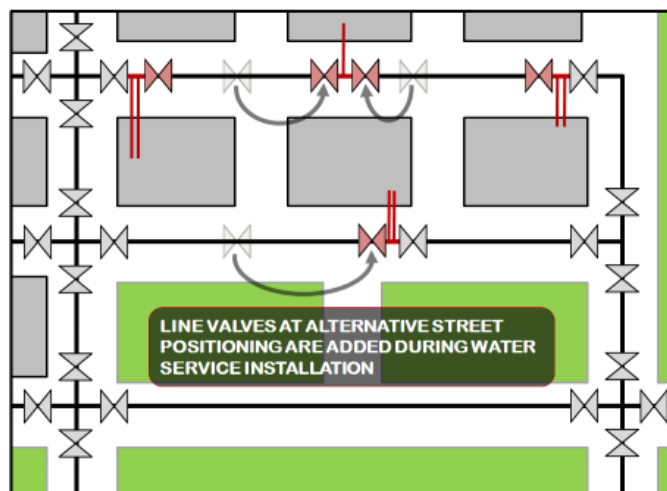 LINE VALVES AT ALTERNATIVE STREET
POSITIONING ARE ADDED DURING WATER
SERVICE INSTALLATION